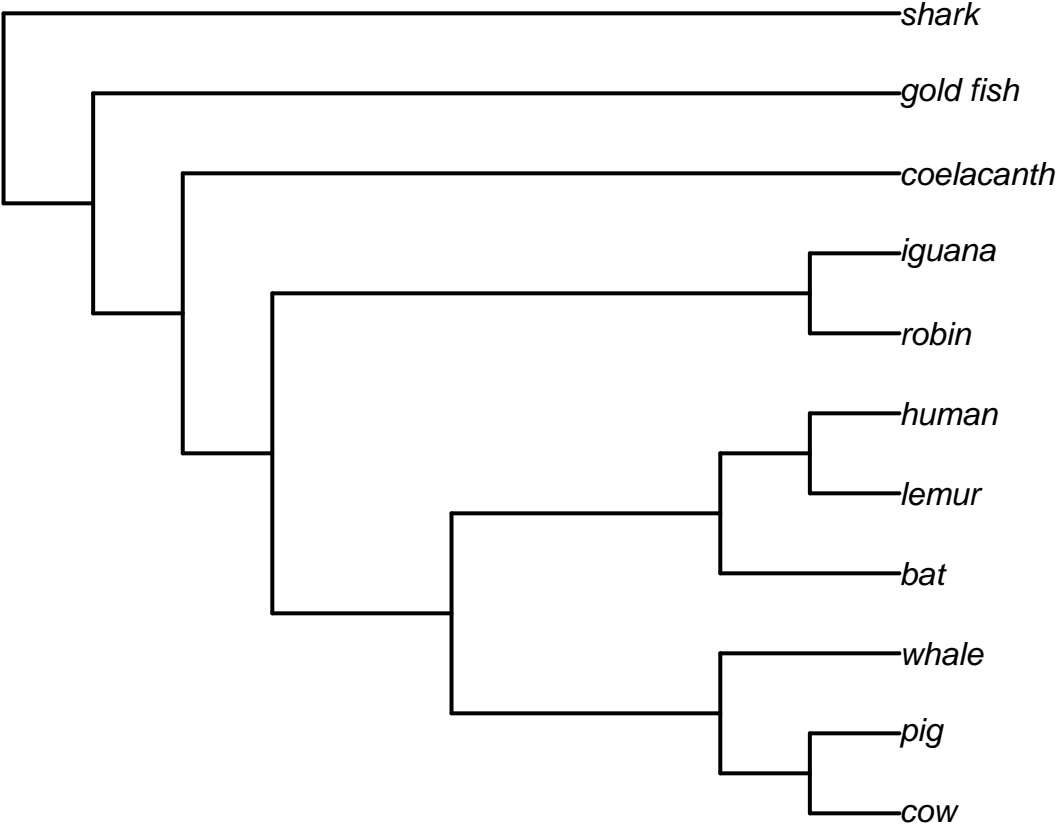 shark
gold fish
coelacanth
iguana
robin
human
lemur
bat
whale
pig
cow